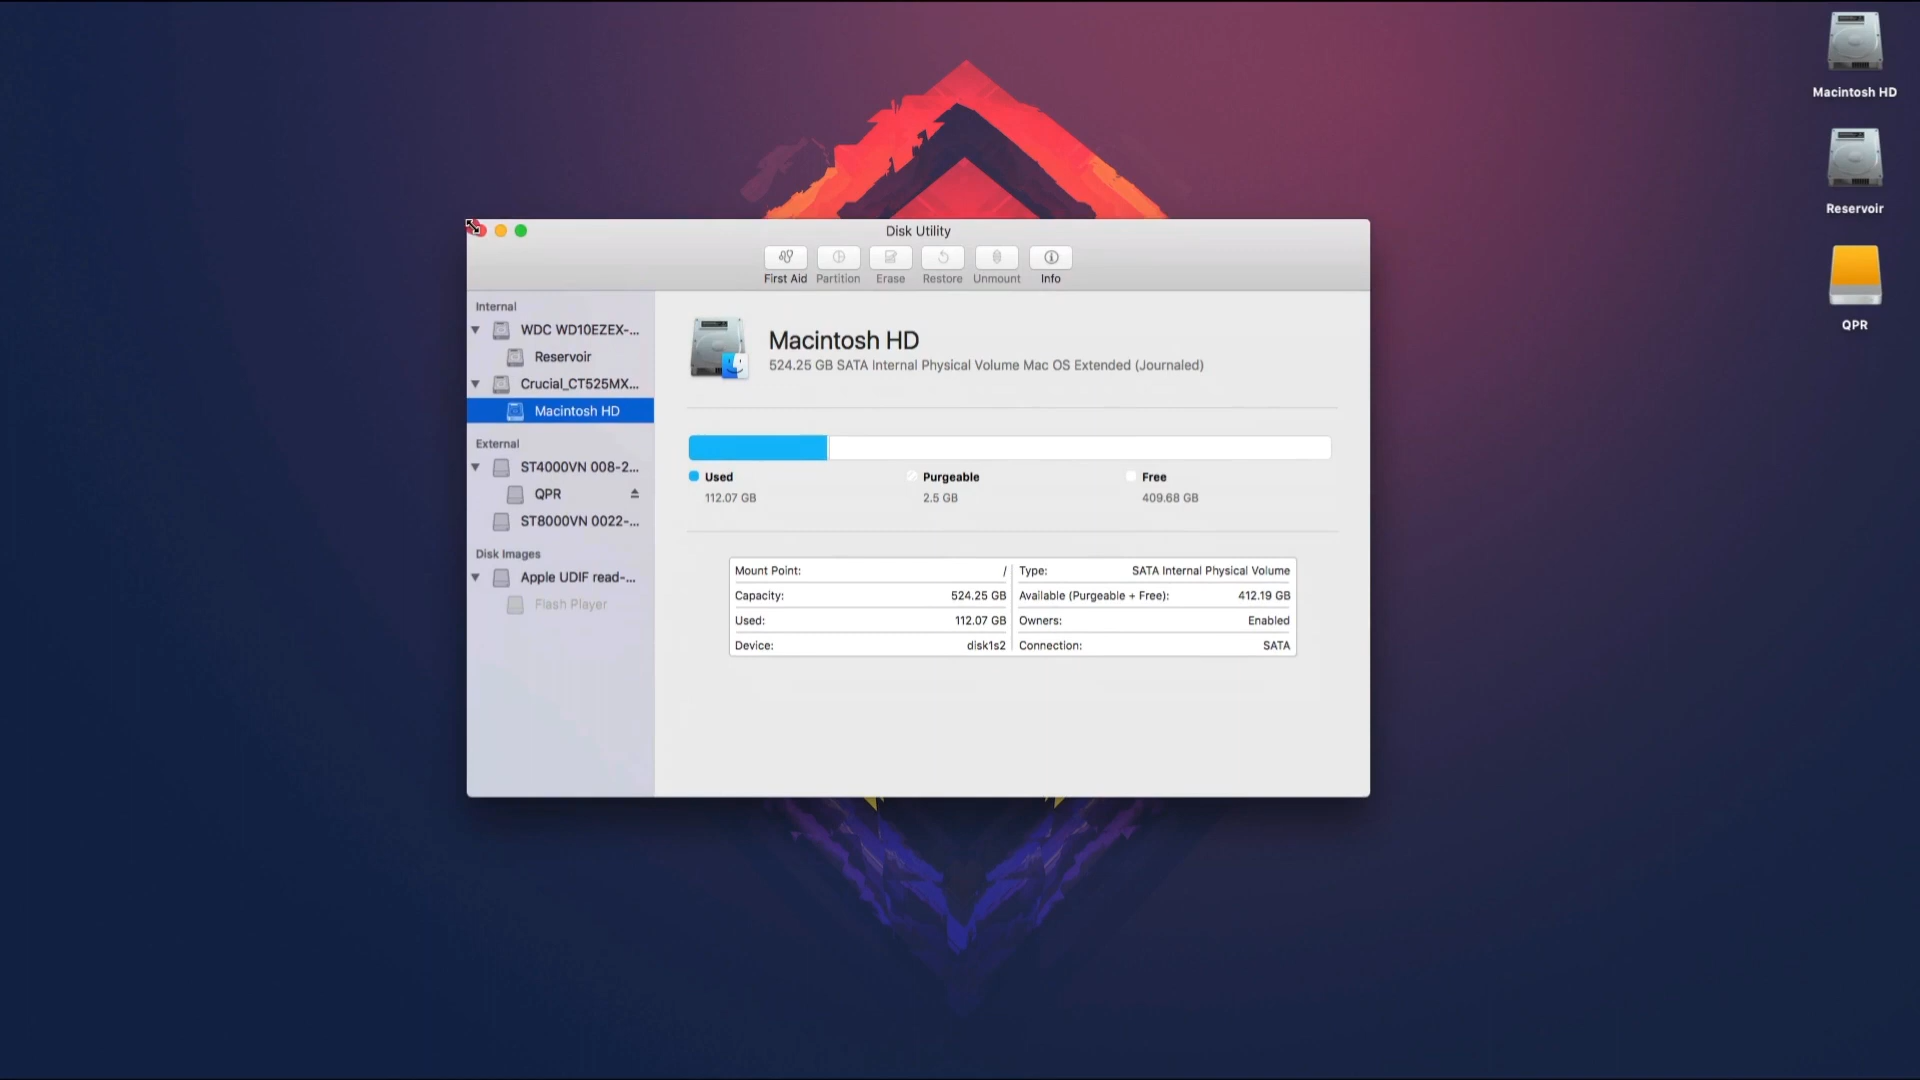 Macintosh HD
Reservoir
QPR
Disk Utility
First Aid Partition Erase Restore Unmount Info
Internal
WDC WD10EZEX-...
Reservoir
Crucial_CT525MX...
Macintosh HD
External
ST4000VN 008-2...
QPR
ST8000VN 0022-...
Disk Images
Apple UDIF read-...
Flash Player
Macintosh HD
524.25 GB SATA Internal Physical Volume Mac OS Extended (Journaled)
Used Purgeable Free
112.07 GB 2.5 GB 409.68 GB
Mount Point: / Type: SATA Internal Physical Volume
Capacity: 524.25 GB Available (Purgeable + Free): 412.19 GB
Used: 112.07 GB Owners: Enabled
Device: disk1s2 Connection: SATA